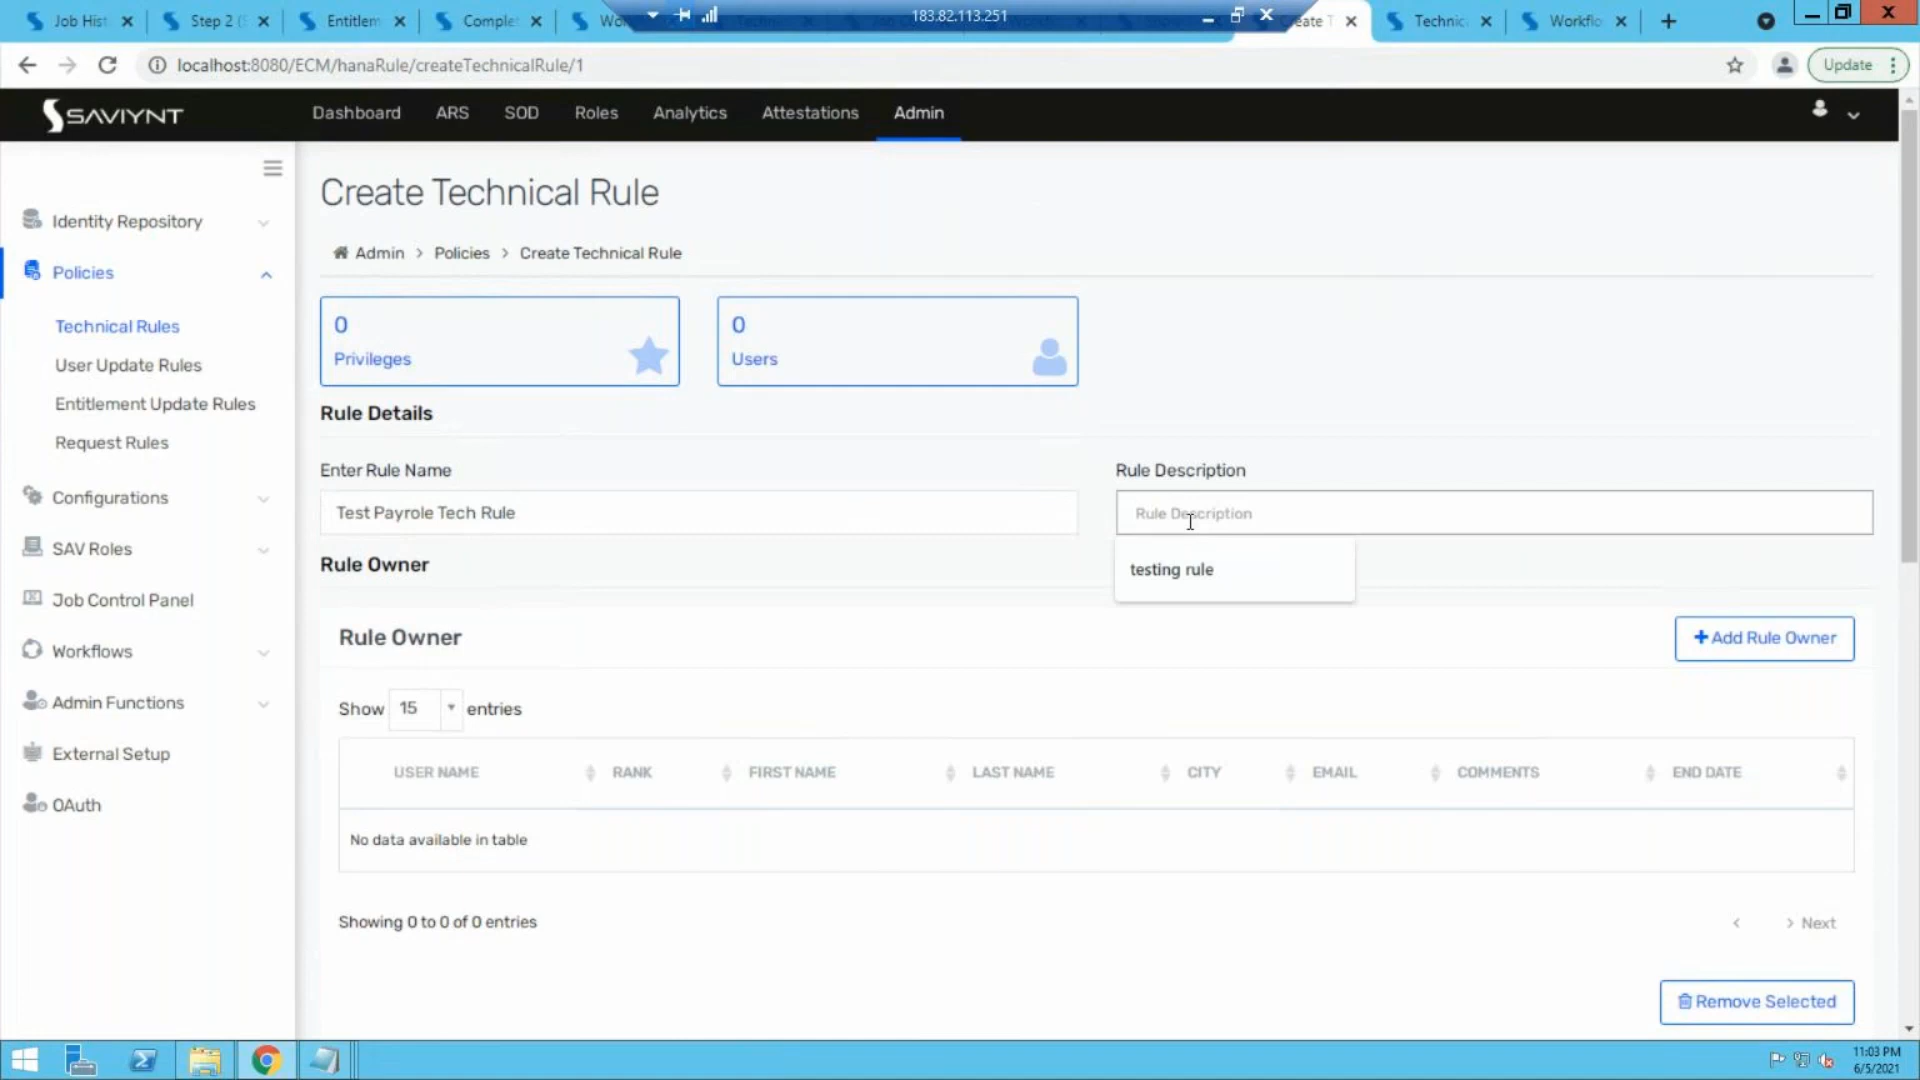 Job Hist
Step 2 (
Entitlem
Comple
Wo
183.82.113.251
eate T
Technic
Workflo
localhost:8080/ECM/hanaRule/createTechnicalRule/1
Update
SAVIYNT
Dashboard ARS SOD Roles Analytics Attestations Admin
Identity Repository
Policies
Technical Rules
User Update Rules
Entitlement Update Rules
Request Rules
Configurations
SAV Roles
Job Control Panel
Workflows
Admin Functions
External Setup
OAuth
Create Technical Rule
Admin > Policies > Create Technical Rule
0
Privileges
0
Users
Rule Details
Enter Rule Name
Rule Description
Test Payrole Tech Rule
Rule Description
testing rule
Rule Owner
Rule Owner
+ Add Rule Owner
Show 15 entries
USER NAME RANK FIRST NAME LAST NAME CITY EMAIL COMMENTS END DATE
No data available in table
Showing 0 to 0 of 0 entries
< > Next
Remove Selected
11:03 PM
6/5/2021